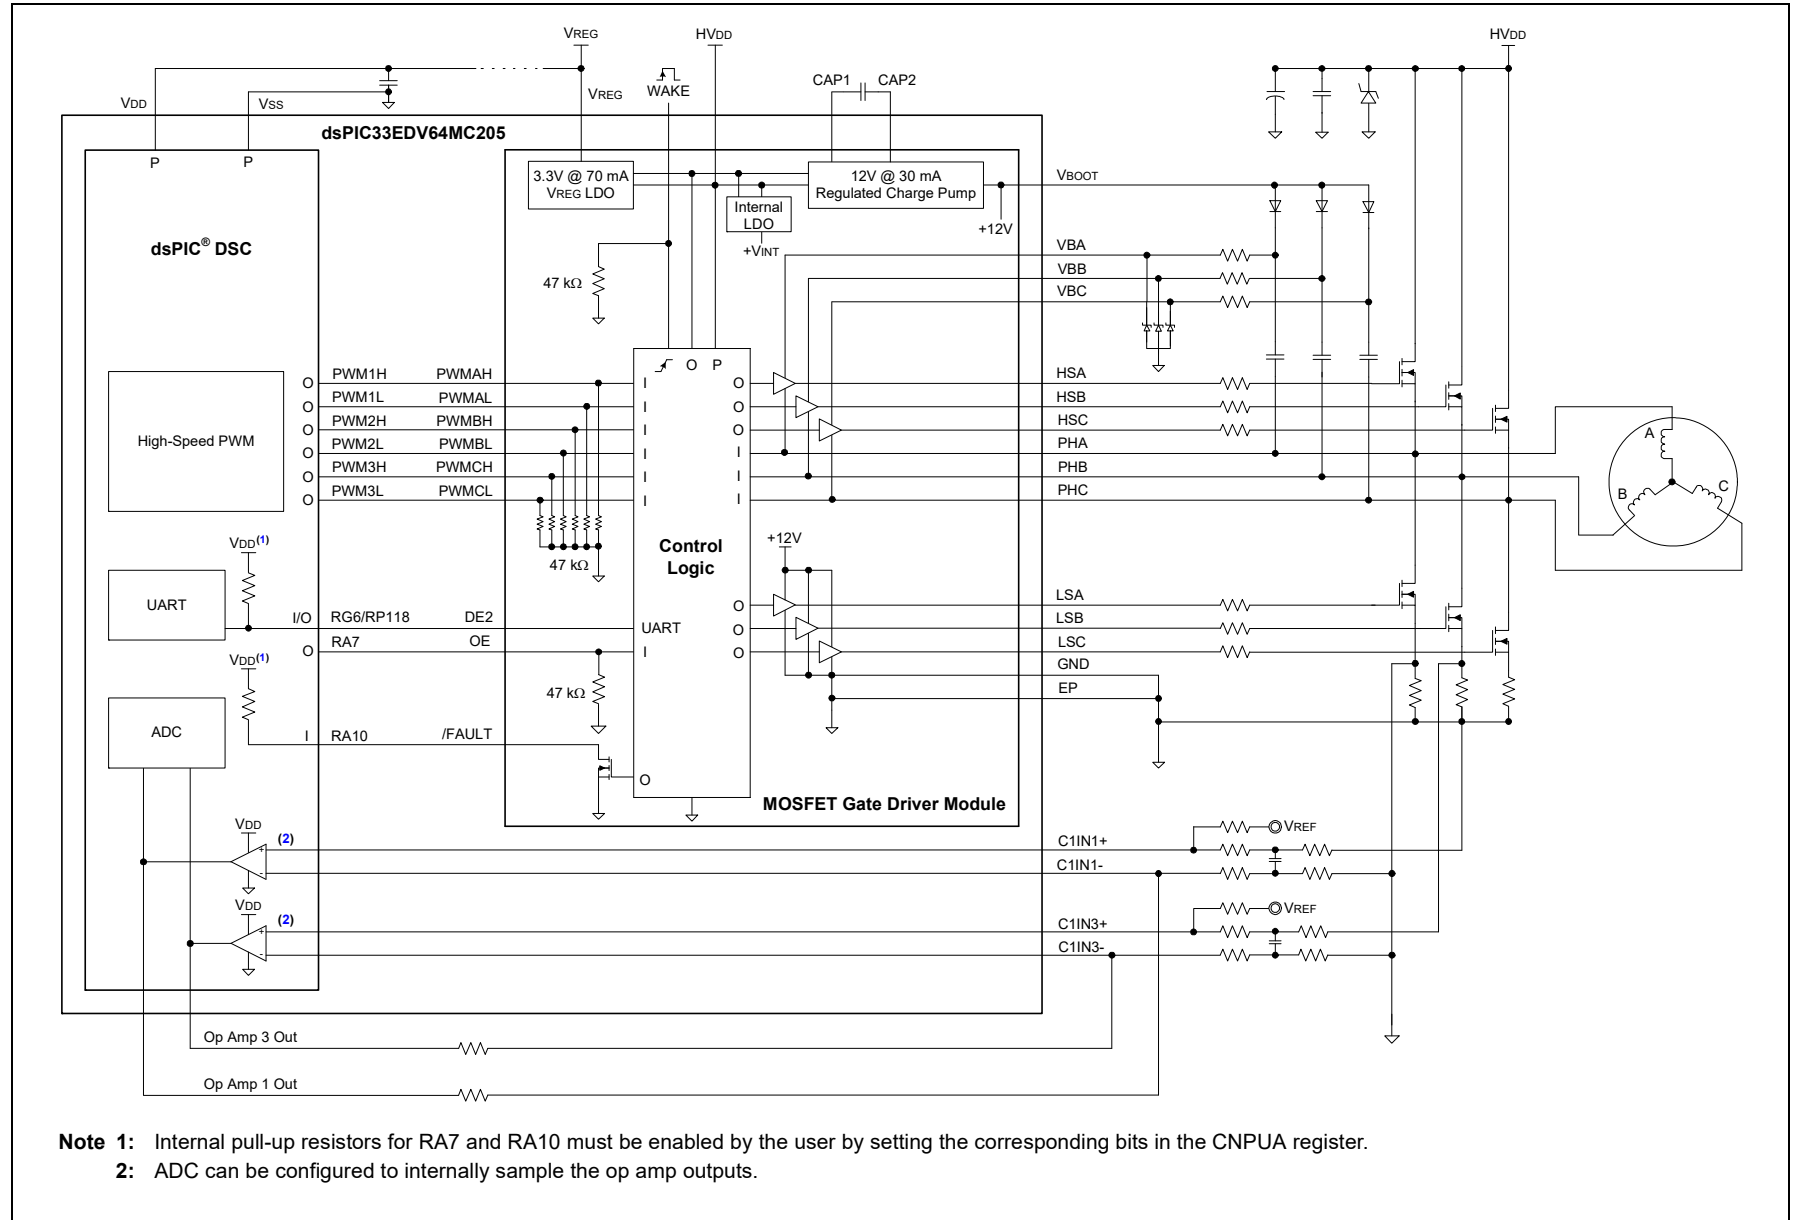 VREG
HVDD
HVDD
WAKE
CAP1 CAP2
VDD
VSS
VREG
dsPIC33EDV64MC205
P P
3.3V @ 70 mA
VREG LDO
12V @ 30 mA
Regulated Charge Pump
VBOOT
Internal
LDO
+12V
+VINT
dsPIC® DSC
47 kΩ
VBA
VBB
VBC
O P
High-Speed PWM
O PWM1H PWMAH I O HSA
O PWM1L PWMAL I O HSB
O PWM2H PWMBH I O HSC
O PWM2L PWMBL I I PHA
O PWM3H PWMCH I I PHB
O PWM3L PWMCL I I PHC
A
B
C
VDD(1)
47 kΩ
Control
Logic
+12V
UART
I/O RG6/RP118 DE2 UART
O RA7 OE I
O LSA
O LSB
O LSC
GND
EP
VDD(1)
47 kΩ
ADC
I RA10 /FAULT
O
MOSFET Gate Driver Module
VDD
(2)
+
-
C1IN1+
C1IN1-
VREF
VDD
(2)
+
-
C1IN3+
C1IN3-
VREF
Op Amp 3 Out
Op Amp 1 Out
Note 1: Internal pull-up resistors for RA7 and RA10 must be enabled by the user by setting the corresponding bits in the CNPUA register.
2: ADC can be configured to internally sample the op amp outputs.